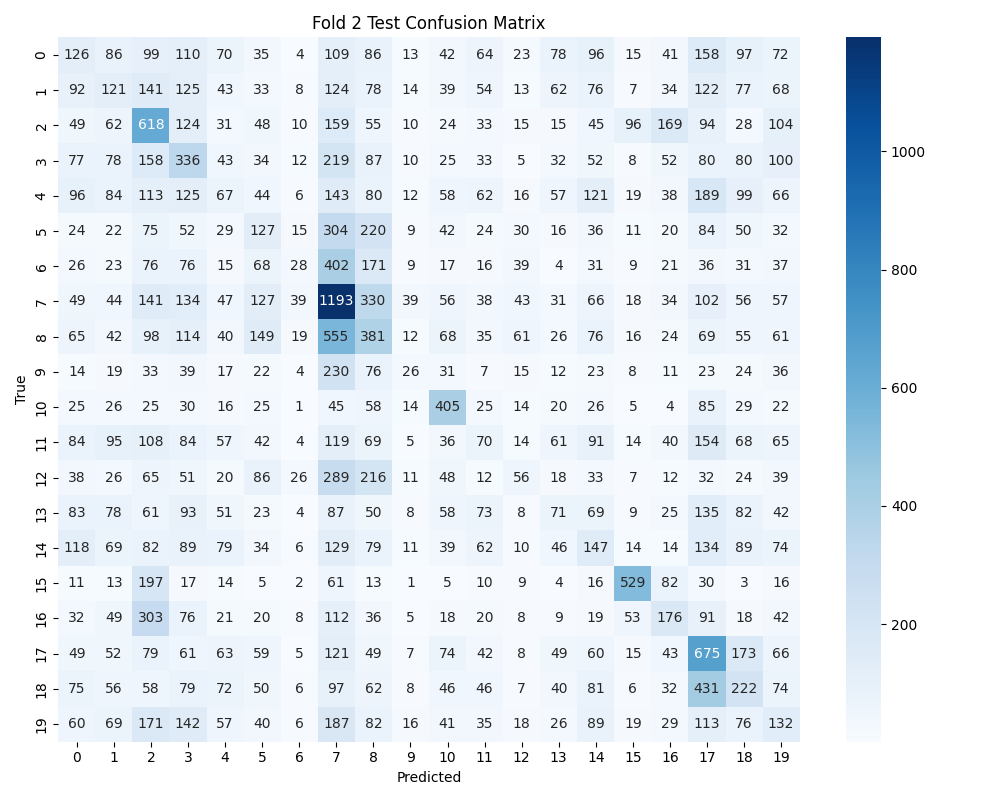 Fold 2 Test Confusion Matrix
0 126 86 99 110 70 35 4 109 86 13 42 64 23 78 96 15 41 158 97 72
1 92 121 141 125 43 33 8 124 78 14 39 54 13 62 76 7 34 122 77 68
2 49 62 618 124 31 48 10 159 55 10 24 33 15 15 45 96 169 94 28 104
3 77 78 158 336 43 34 12 219 87 10 25 33 5 32 52 8 52 80 80 100
4 96 84 113 125 67 44 6 143 80 12 58 62 16 57 121 19 38 189 99 66
5 24 22 75 52 29 127 15 304 220 9 42 24 30 16 36 11 20 84 50 32
6 26 23 76 76 15 68 28 402 171 9 17 16 39 4 31 9 21 36 31 37
7 49 44 141 134 47 127 39 1193 330 39 56 38 43 31 66 18 34 102 56 57
8 65 42 98 114 40 149 19 555 381 12 68 35 61 26 76 16 24 69 55 61
9 14 19 33 39 17 22 4 230 76 26 31 7 15 12 23 8 11 23 24 36
10 25 26 25 30 16 25 1 45 58 14 405 25 14 20 26 5 4 85 29 22
11 84 95 108 84 57 42 4 119 69 5 36 70 14 61 91 14 40 154 68 65
12 38 26 65 51 20 86 26 289 216 11 48 12 56 18 33 7 12 32 24 39
13 83 78 61 93 51 23 4 87 50 8 58 73 8 71 69 9 25 135 82 42
14 118 69 82 89 79 34 6 129 79 11 39 62 10 46 147 14 14 134 89 74
15 11 13 197 17 14 5 2 61 13 1 5 10 9 4 16 529 82 30 3 16
16 32 49 303 76 21 20 8 112 36 5 18 20 8 9 19 53 176 91 18 42
17 49 52 79 61 63 59 5 121 49 7 74 42 8 49 60 15 43 675 173 66
18 75 56 58 79 72 50 6 97 62 8 46 46 7 40 81 6 32 431 222 74
19 60 69 171 142 57 40 6 187 82 16 41 35 18 26 89 19 29 113 76 132
0 1 2 3 4 5 6 7 8 9 10 11 12 13 14 15 16 17 18 19
Predicted
True
1000
800
600
400
200